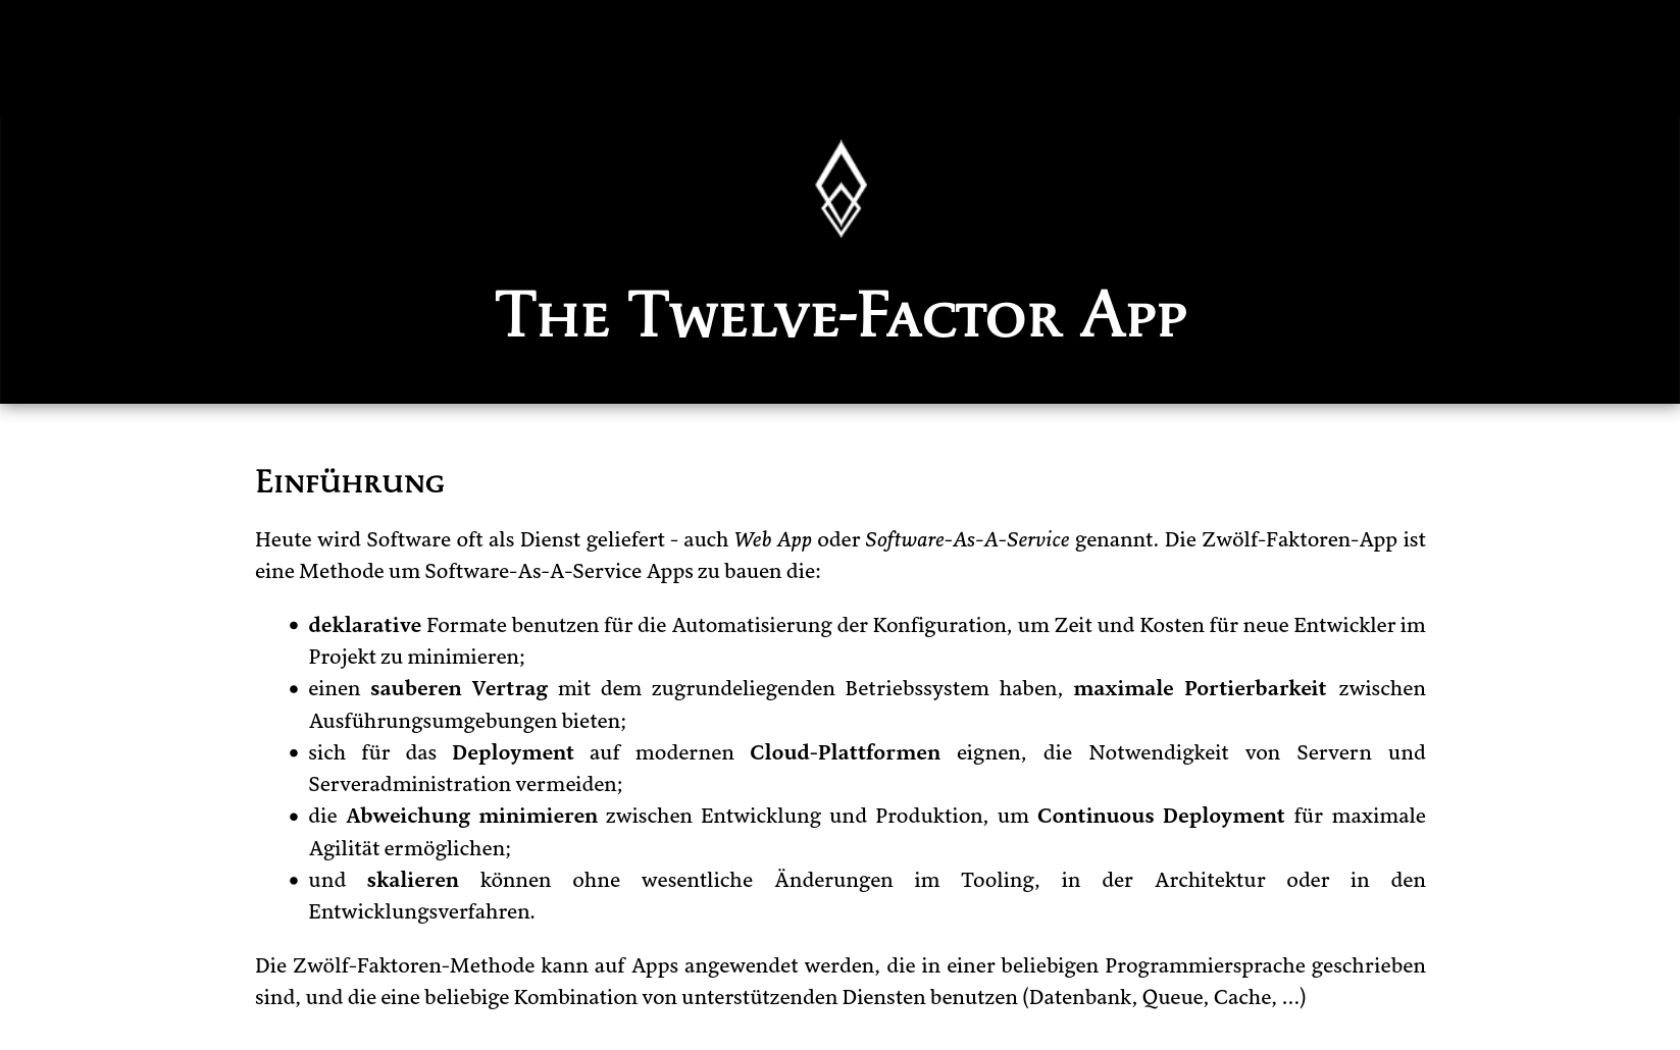 The Twelve-Factor App
Einführung
Heute wird Software oft als Dienst geliefert - auch Web App oder Software-As-A-Service genannt. Die Zwölf-Faktoren-App ist
eine Methode um Software-As-A-Service Apps zu bauen die:
• deklarative Formate benutzen für die Automatisierung der Konfiguration, um Zeit und Kosten für neue Entwickler im
Projekt zu minimieren;
• einen sauberen Vertrag mit dem zugrundeliegenden Betriebssystem haben, maximale Portierbarkeit zwischen
Ausführungsumgebungen bieten;
• sich für das Deployment auf modernen Cloud-Plattformen eignen, die Notwendigkeit von Servern und
Serveradministration vermeiden;
• die Abweichung minimieren zwischen Entwicklung und Produktion, um Continuous Deployment für maximale
Agilität ermöglichen;
• und skalieren können ohne wesentliche Änderungen im Tooling, in der Architektur oder in den
Entwicklungsverfahren.
Die Zwölf-Faktoren-Methode kann auf Apps angewendet werden, die in einer beliebigen Programmiersprache geschrieben
sind, und die eine beliebige Kombination von unterstützenden Diensten benutzen (Datenbank, Queue, Cache, …)